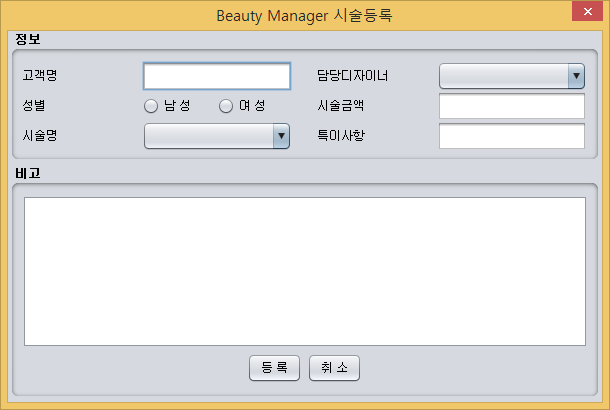 Beauty Manager 시술등록
정보
고객명
담당디자이너
성별
남 성
여 성
시술금액
시술명
특이사항
비고
등 록
취 소